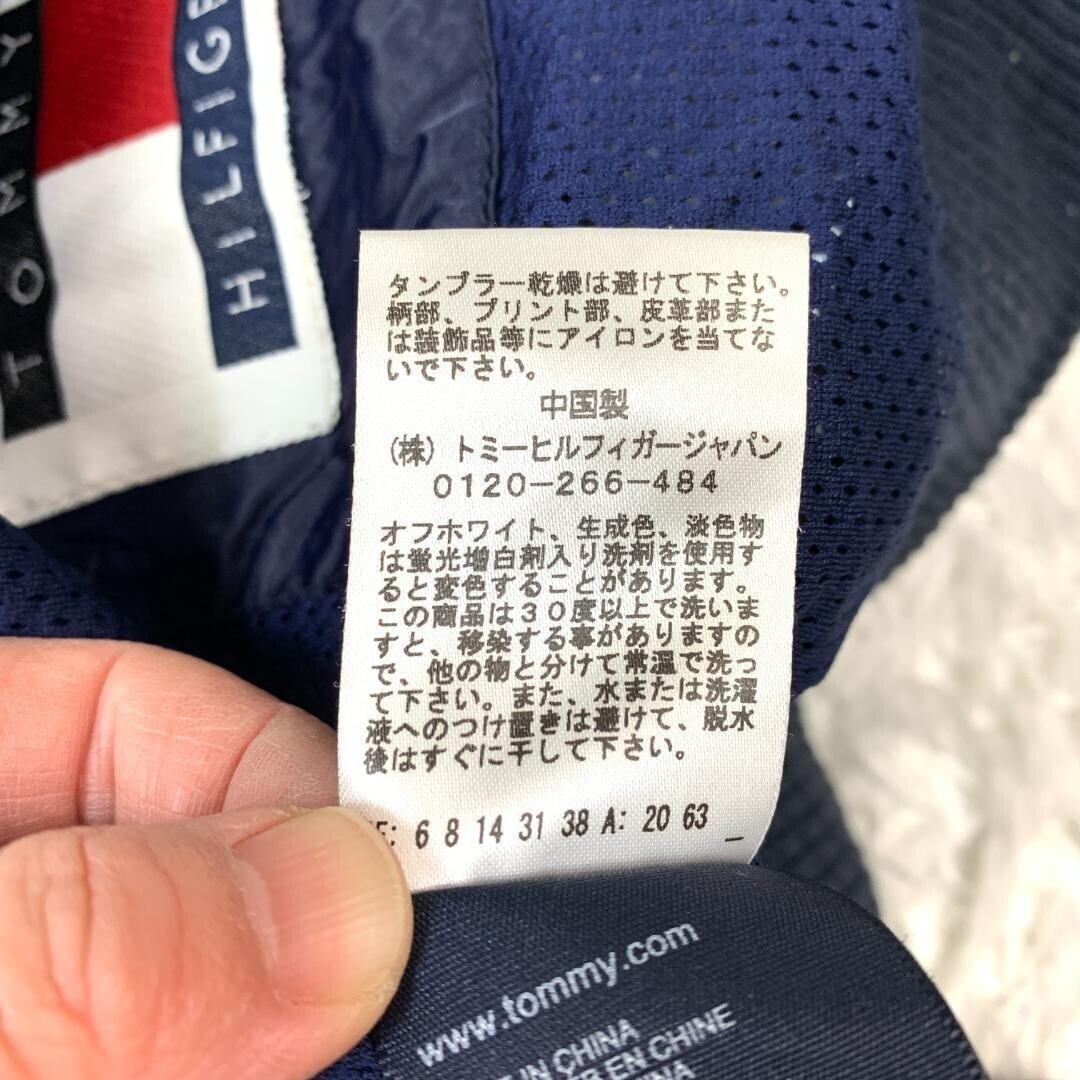 TOMMY
HILFIGE
タンブラー乾燥は避けて下さい。
柄部、プリント部、皮革部また
は装飾品等にアイロンを当てな
いで下さい。
中国製
(株) トミーヒルフィガージャパン
0120-266-484
オフホワイト、生成色、淡色物
は蛍光増白剤入り洗剤を使用す
ると変色することがあります。
この商品は30度以上で洗いま
すと、移染する事がありますの
で、他の物と分けて常温で洗っ
て下さい。また、水または洗濯
液へのつけ置きは避けて、脱水
後はすぐに干して下さい。
6 8 14 31 38 A: 20 63 _
www.tommy.com
IN CHINA
EN CHINE